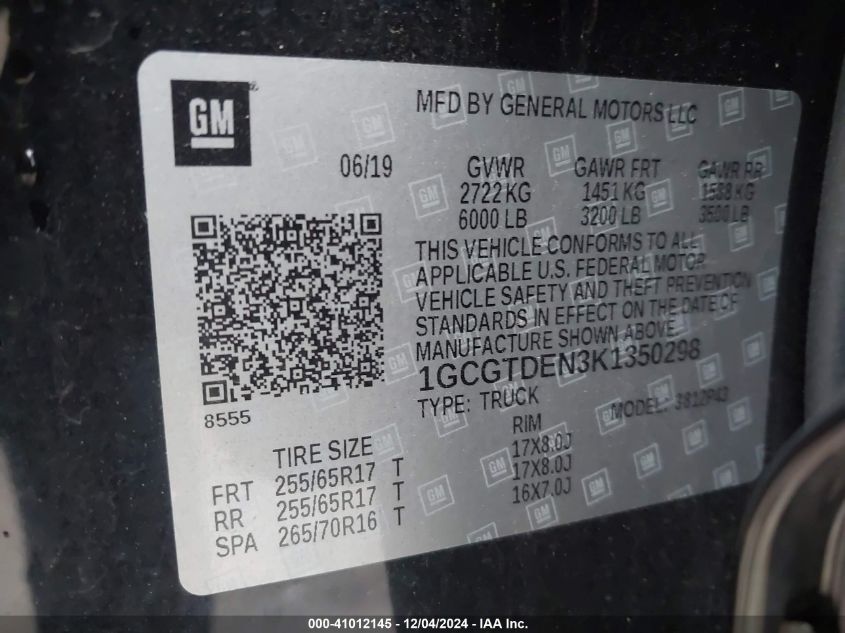 GM
MFD BY GENERAL MOTORS LLC
06/19 GVWR GAWR FRT GAWR RR
2722 KG 1451 KG 1588 KG
6000 LB 3200 LB 3500 LB
THIS VEHICLE CONFORMS TO ALL
APPLICABLE U.S. FEDERAL MOTOR
VEHICLE SAFETY AND THEFT PREVENTION
STANDARDS IN EFFECT ON THE DATE OF
MANUFACTURE SHOWN ABOVE.
1GCGTDEN3K1350298
8555
TYPE: TRUCK MODEL:
TIRE SIZE RIM
FRT 255/65R17 T 17X8.0J
RR 255/65R17 T 17X8.0J
SPA 265/70R16 T 16X7.0J
000-41012145 - 12/04/2024 - IAA Inc.